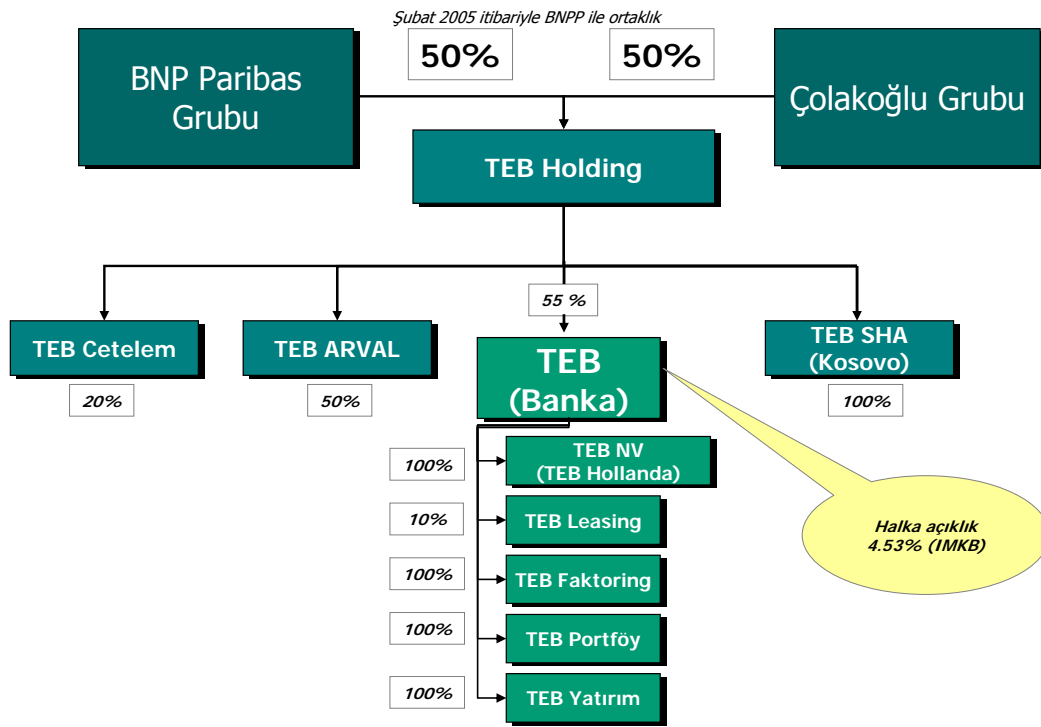 Şubat 2005 itibariyle BNPP ile ortaklık
BNP Paribas
Grubu
50%
50%
Çolakoğlu Grubu
TEB Holding
55 %
TEB Cetelem
20%
TEB ARVAL
50%
TEB
(Banka)
TEB SHA
(Kosovo)
100%
100%
TEB NV
(TEB Hollanda)
10%
TEB Leasing
100%
TEB Faktoring
100%
TEB Portföy
100%
TEB Yatırım
Halka açıklık
4.53% (IMKB)